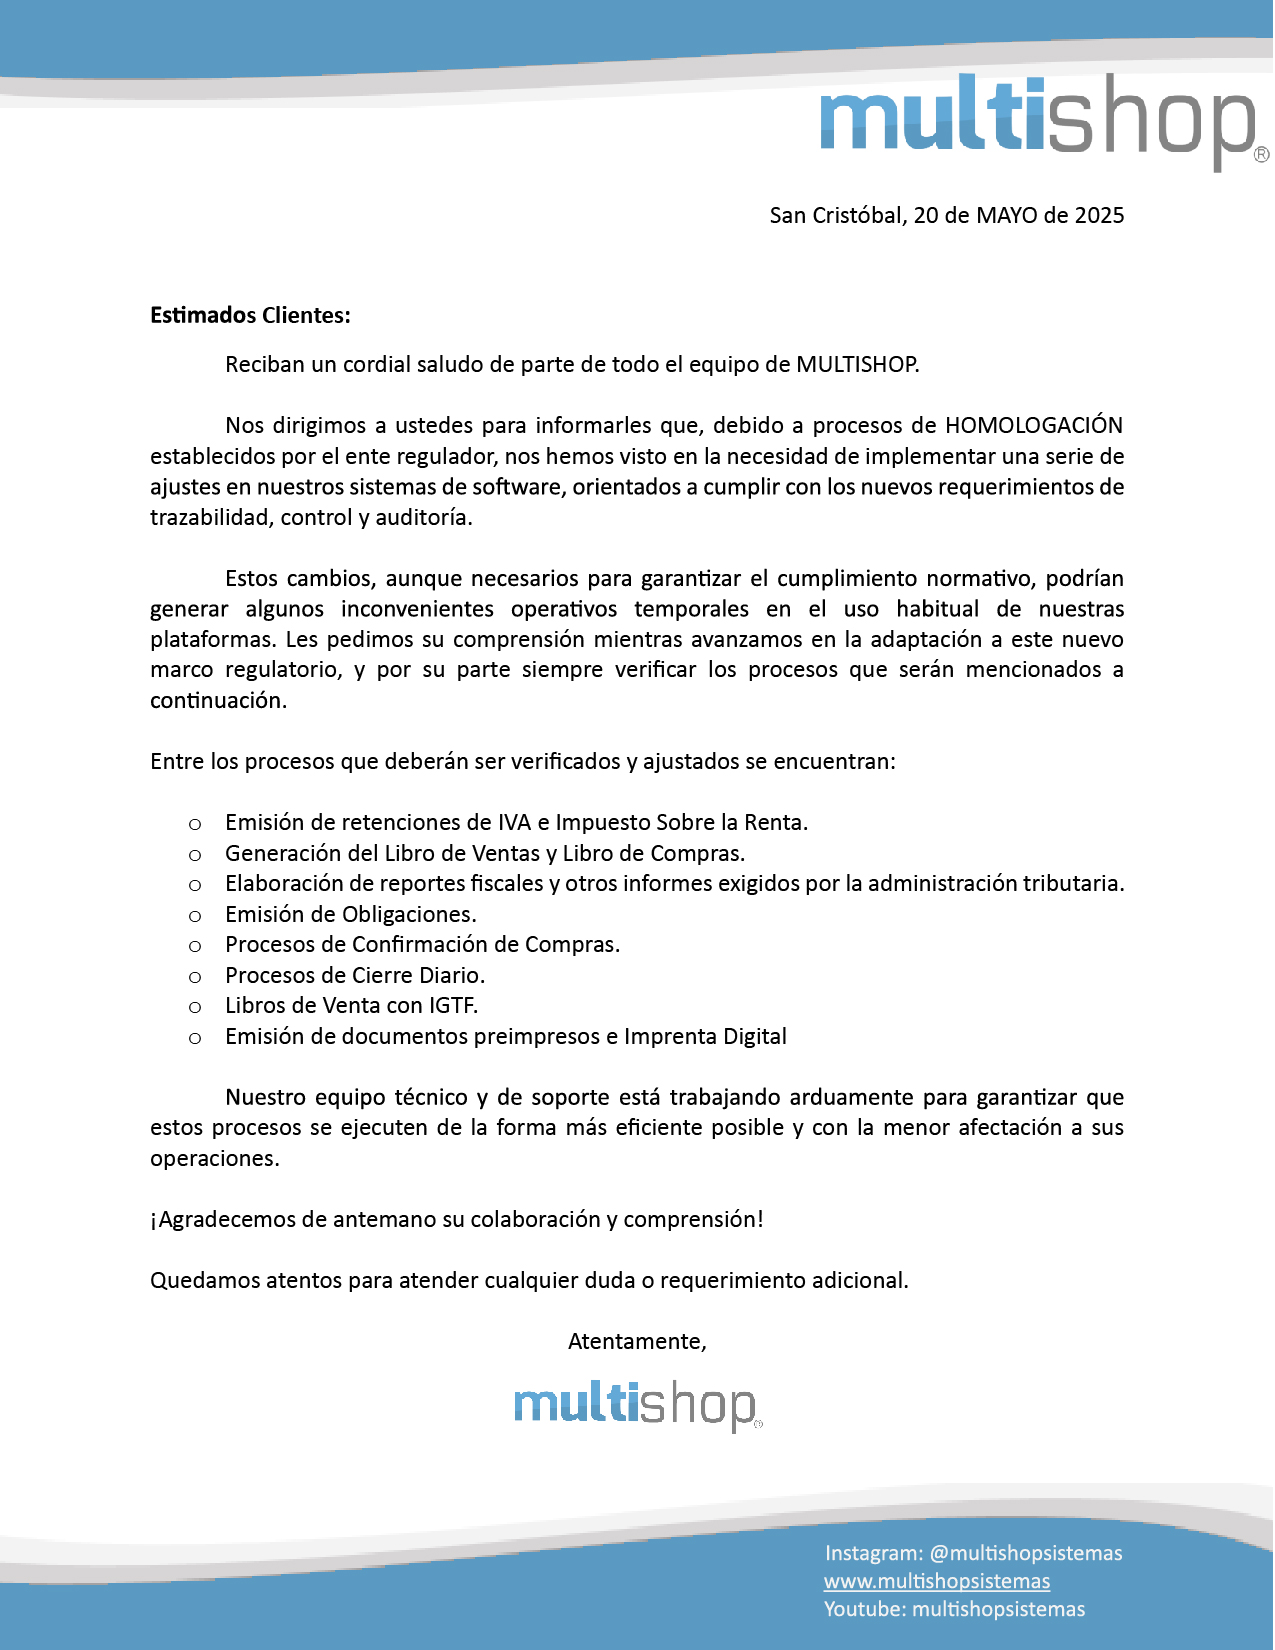 multishop®
San Cristóbal, 20 de MAYO de 2025
Estimados Clientes:
Reciban un cordial saludo de parte de todo el equipo de MULTISHOP.
Nos dirigimos a ustedes para informarles que, debido a procesos de HOMOLOGACIÓN
establecidos por el ente regulador, nos hemos visto en la necesidad de implementar una serie de
ajustes en nuestros sistemas de software, orientados a cumplir con los nuevos requerimientos de
trazabilidad, control y auditoría.
Estos cambios, aunque necesarios para garantizar el cumplimiento normativo, podrían
generar algunos inconvenientes operativos temporales en el uso habitual de nuestras
plataformas. Les pedimos su comprensión mientras avanzamos en la adaptación a este nuevo
marco regulatorio, y por su parte siempre verificar los procesos que serán mencionados a
continuación.
Entre los procesos que deberán ser verificados y ajustados se encuentran:
o Emisión de retenciones de IVA e Impuesto Sobre la Renta.
o Generación del Libro de Ventas y Libro de Compras.
o Elaboración de reportes fiscales y otros informes exigidos por la administración tributaria.
o Emisión de Obligaciones.
o Procesos de Confirmación de Compras.
o Procesos de Cierre Diario.
o Libros de Venta con IGTF.
o Emisión de documentos preimpresos e Imprenta Digital
Nuestro equipo técnico y de soporte está trabajando arduamente para garantizar que
estos procesos se ejecuten de la forma más eficiente posible y con la menor afectación a sus
operaciones.
¡Agradecemos de antemano su colaboración y comprensión!
Quedamos atentos para atender cualquier duda o requerimiento adicional.
Atentamente,
multishop®
Instagram: @multishopsistemas
www.multishopsistemas
Youtube: multishopsistemas